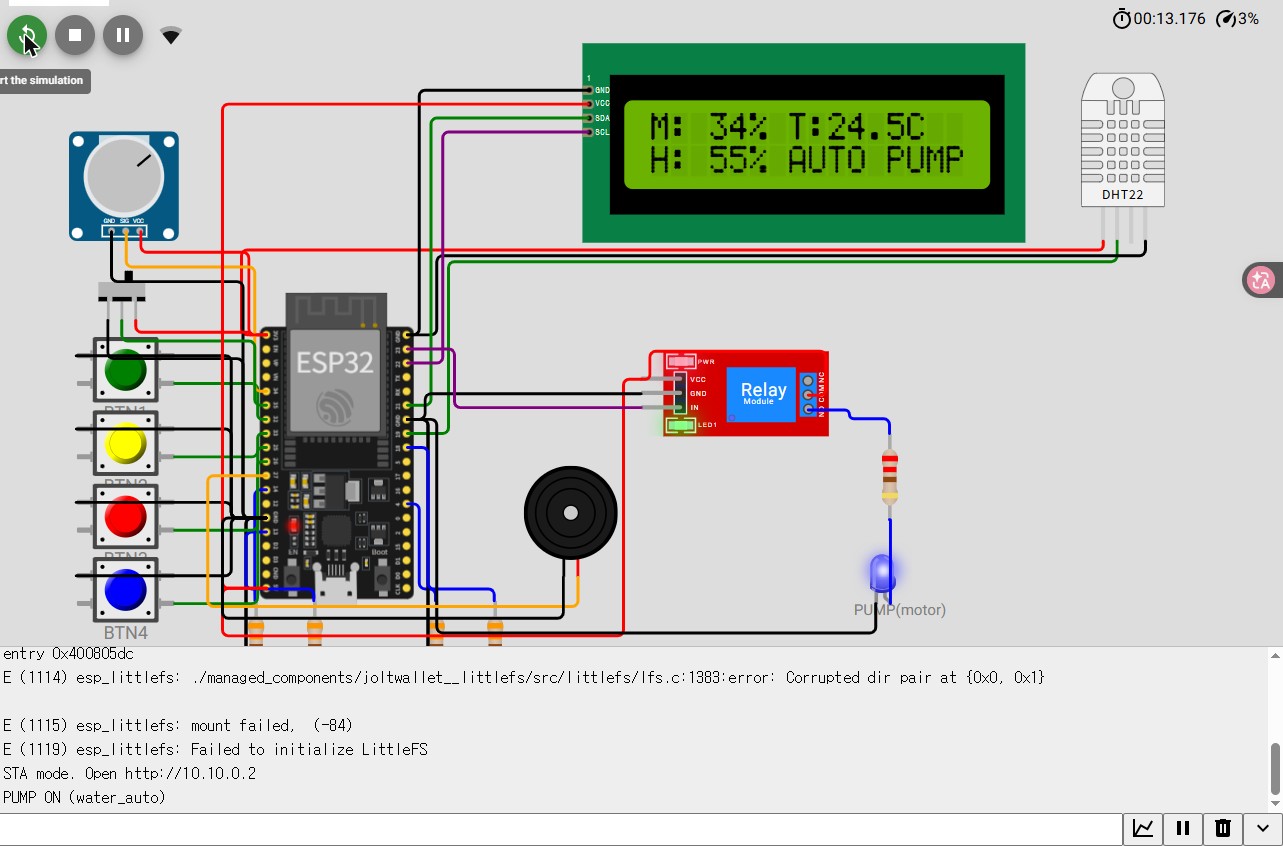 00:13.176
3%
rt the simulation
1
GND
VCC
SDA
SCL
M: 34% T:24.5C
H: 55% AUTO PUMP
DHT22
GND SIG VCC
ESP32
PWR
VCC
GND
IN
LED1
Relay
Module
EN
Boot
BTN4
PUMP(motor)
entry 0x400805dc
E (1114) esp_littlefs: ./managed_components/joltwallet__littlefs/src/littlefs/lfs.c:1383:error: Corrupted dir pair at {0x0, 0x1}
E (1115) esp_littlefs: mount failed,  (-84)
E (1119) esp_littlefs: Failed to initialize LittleFS
STA mode. Open http://10.10.0.2
PUMP ON (water_auto)